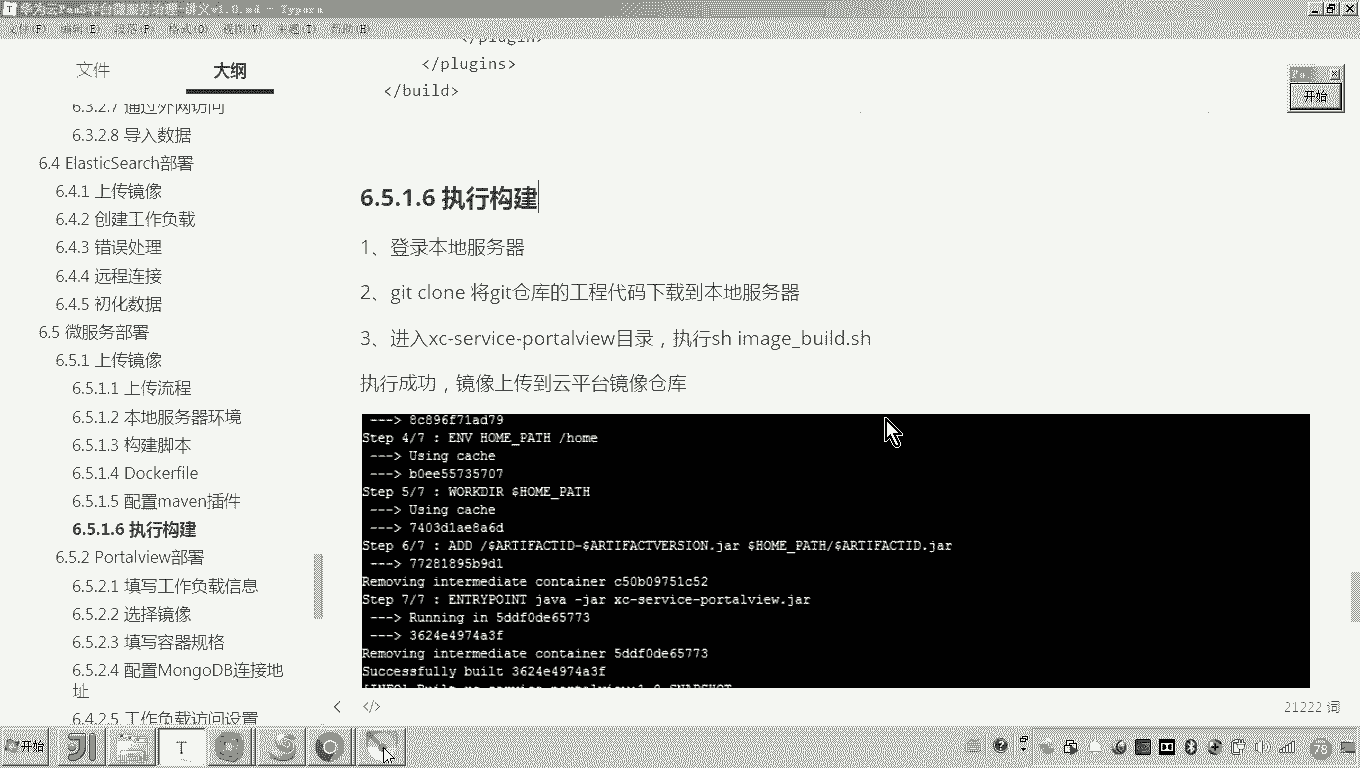 华为云PaaS平台微服务治理-讲义v1.0.md - Typora
文件(F) 编辑(E) 段落(P) 格式(O) 视图(V) 主题(T) 帮助(H)
文件
大纲
6.3.2.7 通过外网访问
6.3.2.8 导入数据
6.4 ElasticSearch部署
6.4.1 上传镜像
6.4.2 创建工作负载
6.4.3 错误处理
6.4.4 远程连接
6.4.5 初化数据
6.5 微服务部署
6.5.1 上传镜像
6.5.1.1 上传流程
6.5.1.2 本地服务器环境
6.5.1.3 构建脚本
6.5.1.4 Dockerfile
6.5.1.5 配置maven插件
6.5.1.6 执行构建
6.5.2 Portalview部署
6.5.2.1 填写工作负载信息
6.5.2.2 选择镜像
6.5.2.3 填写容器规格
6.5.2.4 配置MongoDB连接地
址
6.4.2.5 工作负载访问设置
</plugin>
</plugins>
</build>
开始
6.5.1.6 执行构建
1、登录本地服务器
2、git clone 将git仓库的工程代码下载到本地服务器
3、进入xc-service-portalview目录，执行sh image_build.sh
执行成功，镜像上传到云平台镜像仓库
---> 8c896f71ad79
Step 4/7 : ENV HOME_PATH /home
---> Using cache
---> b0ee55735707
Step 5/7 : WORKDIR $HOME_PATH
---> Using cache
---> 7403d1ae8a6d
Step 6/7 : ADD /$ARTIFACTID-$ARTIFACTVERSION.jar $HOME_PATH/$ARTIFACTID.jar
---> 77281895b9d1
Removing intermediate container c50b09751c52
Step 7/7 : ENTRYPOINT java -jar xc-service-portalview.jar
---> Running in 5ddf0de65773
---> 3624e4974a3f
Removing intermediate container 5ddf0de65773
Successfully built 3624e4974a3f
[INFO] Built xc-service-portalview:1.0-SNAPSHOT
</>
21222 词
开始
T
78